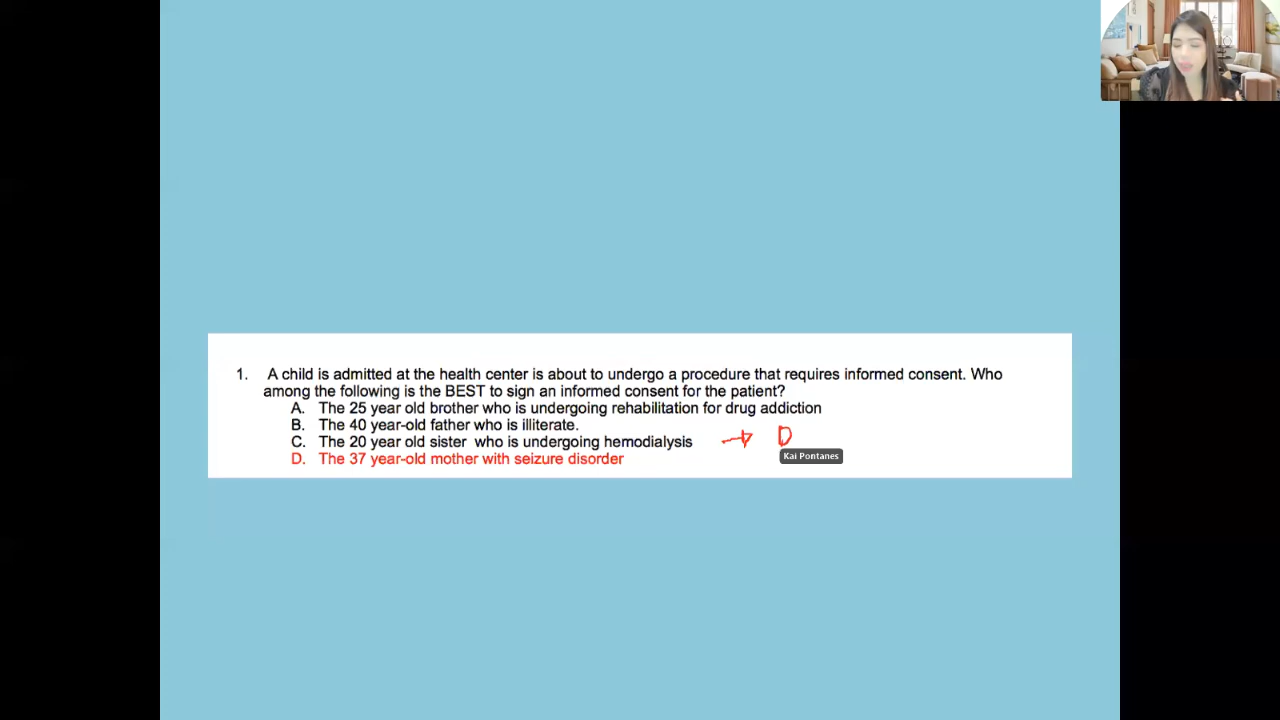 1. A child is admitted at the health center is about to undergo a procedure that requires informed consent. Who
among the following is the BEST to sign an informed consent for the patient?
A. The 25 year old brother who is undergoing rehabilitation for drug addiction
B. The 40 year-old father who is illiterate.
C. The 20 year old sister who is undergoing hemodialysis → D
Kai Pontanes
D. The 37 year-old mother with seizure disorder